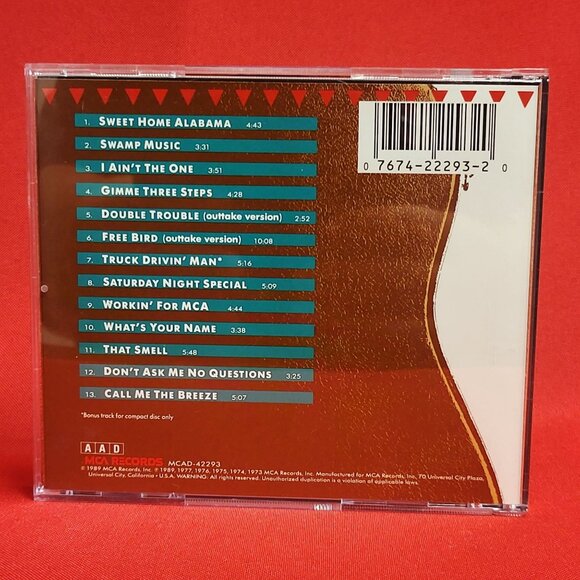 1. SWEET HOME ALABAMA 4:43
2. SWAMP MUSIC 3:31
3. I AIN'T THE ONE 3:51
4. GIMME THREE STEPS 4:28
5. DOUBLE TROUBLE (outtake version) 2:52
6. FREE BIRD (outtake version) 10:08
7. TRUCK DRIVIN' MAN* 5:16
8. SATURDAY NIGHT SPECIAL 5:09
9. WORKIN' FOR MCA 4:44
10. WHAT'S YOUR NAME 3:38
11. THAT SMELL 5:48
12. DON'T ASK ME NO QUESTIONS 3:25
13. CALL ME THE BREEZE 5:07
*Bonus track for compact disc only
0 7674-22293-2 0
A A D
MCA RECORDS MCAD-42293
© 1989 MCA Records, Inc. ℗ 1989, 1977, 1976, 1975, 1974, 1973 MCA Records, Inc. Manufactured for MCA Records, Inc., 70 Universal City Plaza,
Universal City, California - U.S.A. WARNING: All rights reserved. Unauthorized duplication is a violation of applicable laws.